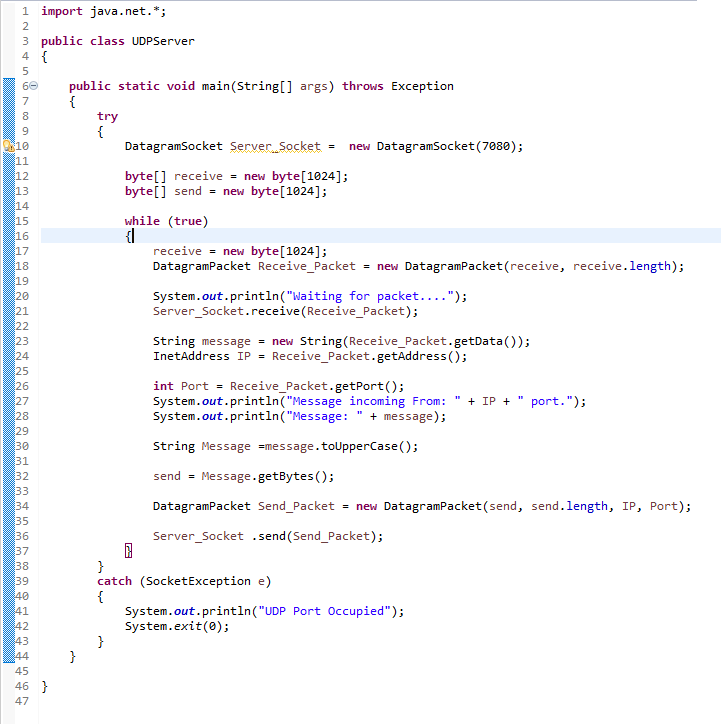 1 import java.net.*;
2
3 public class UDPServer
4 {
5
6 public static void main(String[] args) throws Exception
7 {
8 try
9 {
10 DatagramSocket Server_Socket =  new DatagramSocket(7080);
11
12 byte[] receive = new byte[1024];
13 byte[] send = new byte[1024];
14
15 while (true)
16 {
17 receive = new byte[1024];
18 DatagramPacket Receive_Packet = new DatagramPacket(receive, receive.length);
19
20 System.out.println("Waiting for packet....");
21 Server_Socket.receive(Receive_Packet);
22
23 String message = new String(Receive_Packet.getData());
24 InetAddress IP = Receive_Packet.getAddress();
25
26 int Port = Receive_Packet.getPort();
27 System.out.println("Message incoming From: " + IP + " port.");
28 System.out.println("Message: " + message);
29
30 String Message =message.toUpperCase();
31
32 send = Message.getBytes();
33
34 DatagramPacket Send_Packet = new DatagramPacket(send, send.length, IP, Port);
35
36 Server_Socket .send(Send_Packet);
37 }
38 }
39 catch (SocketException e)
40 {
41 System.out.println("UDP Port Occupied");
42 System.exit(0);
43 }
44 }
45
46 }
47